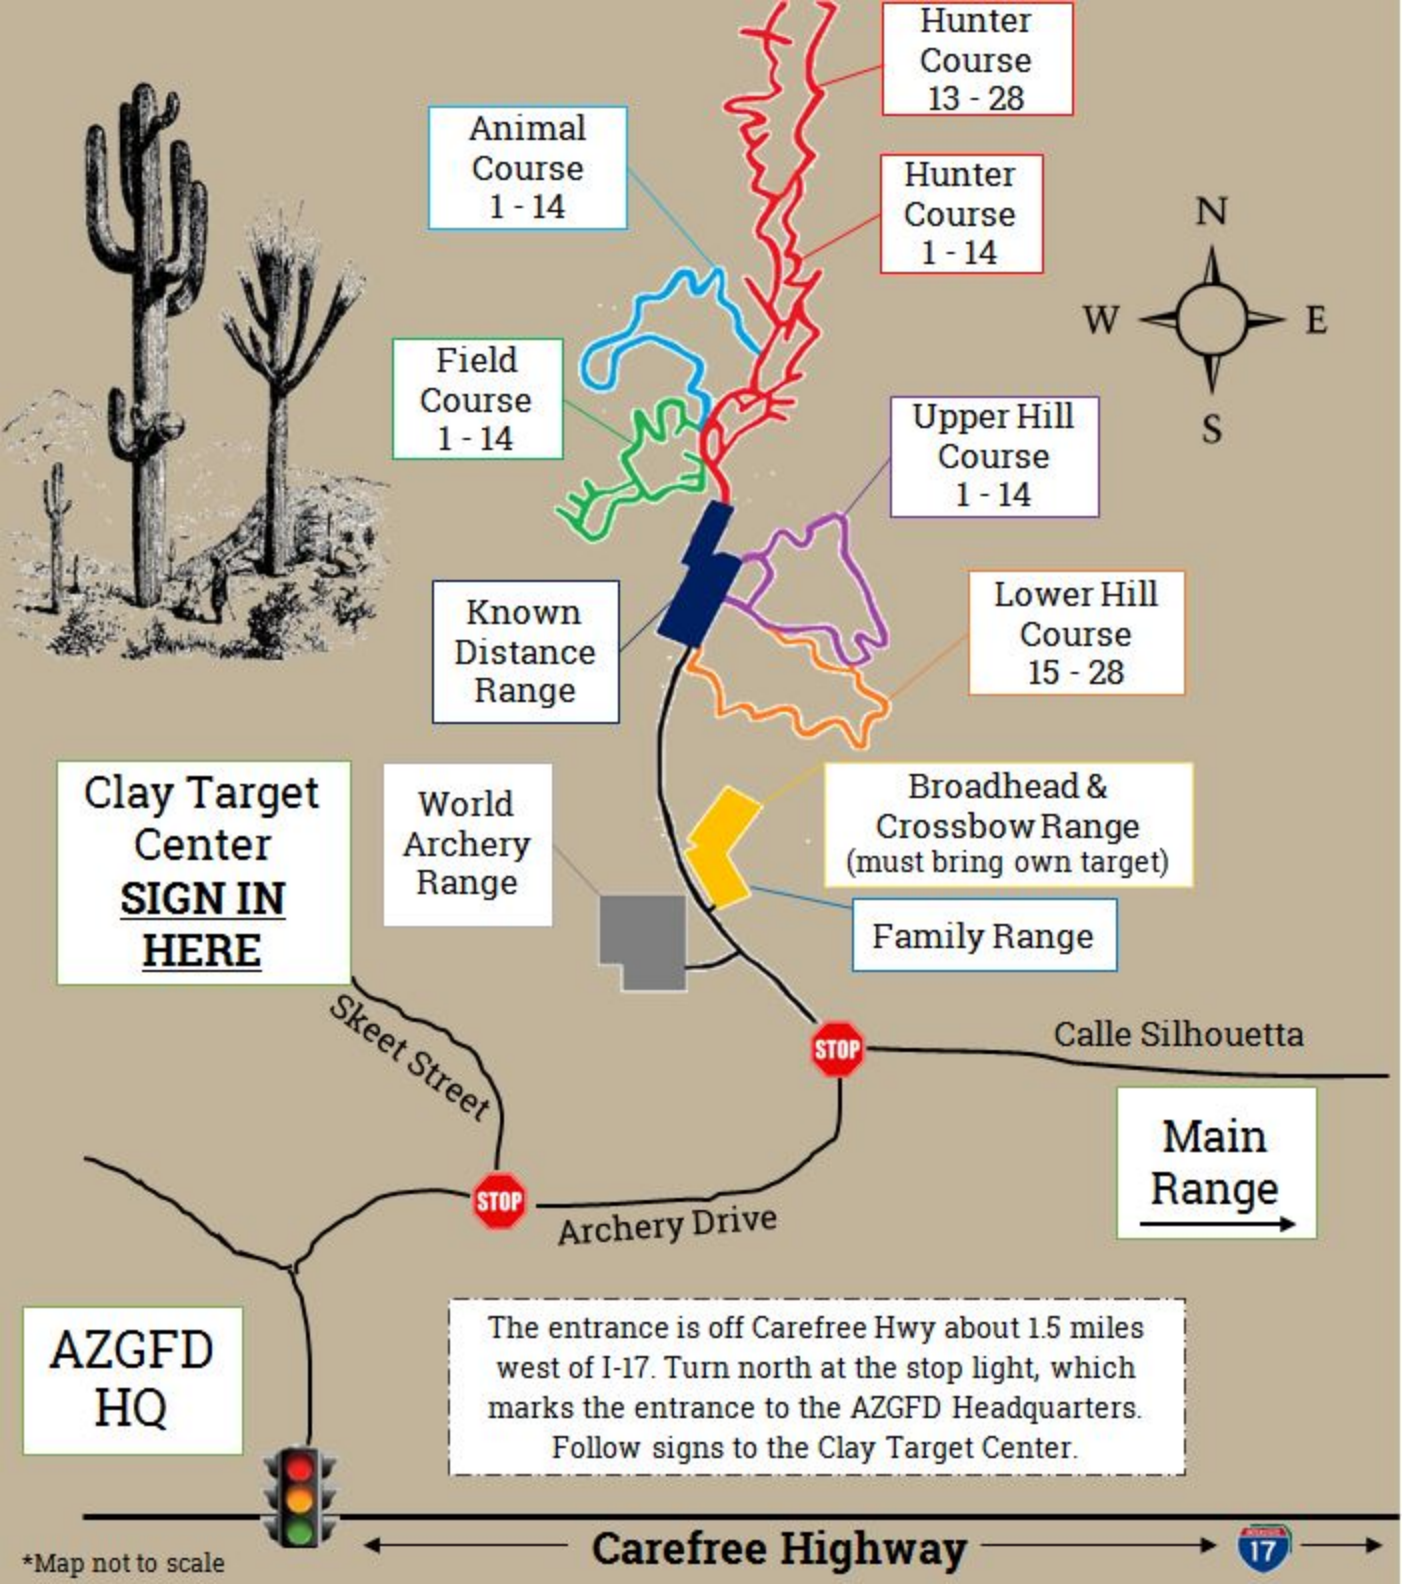 Hunter
Course
13 - 28
Animal
Course
1 - 14
Hunter
Course
1 - 14
N
W
E
S
Field
Course
1 - 14
Upper Hill
Course
1 - 14
Known
Distance
Range
Lower Hill
Course
15 - 28
Clay Target
Center
SIGN IN
HERE
World
Archery
Range
Broadhead &
Crossbow Range
(must bring own target)
Family Range
Skeet Street
STOP
Calle Silhouetta
Main
Range
STOP
Archery Drive
AZGFD
HQ
The entrance is off Carefree Hwy about 1.5 miles
west of I-17. Turn north at the stop light, which
marks the entrance to the AZGFD Headquarters.
Follow signs to the Clay Target Center.
Carefree Highway
INTERSTATE
17
*Map not to scale